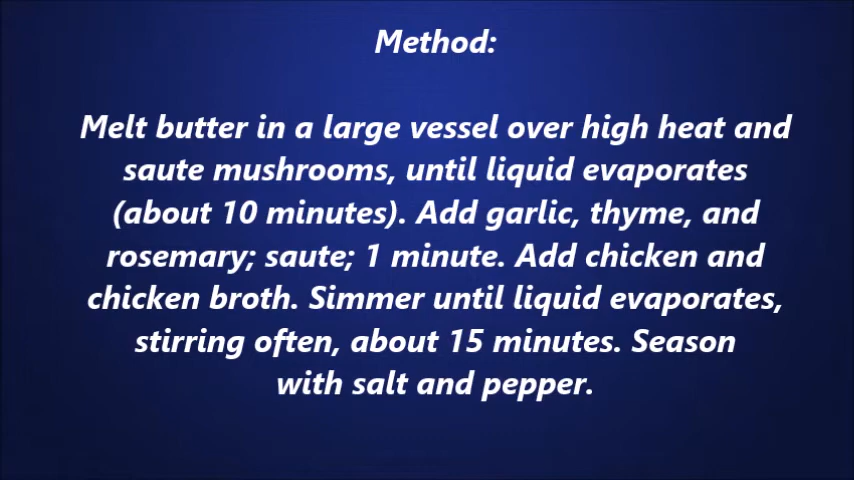 Method:
Melt butter in a large vessel over high heat and
saute mushrooms, until liquid evaporates
(about 10 minutes). Add garlic, thyme, and
rosemary; saute; 1 minute. Add chicken and
chicken broth. Simmer until liquid evaporates,
stirring often, about 15 minutes. Season
with salt and pepper.